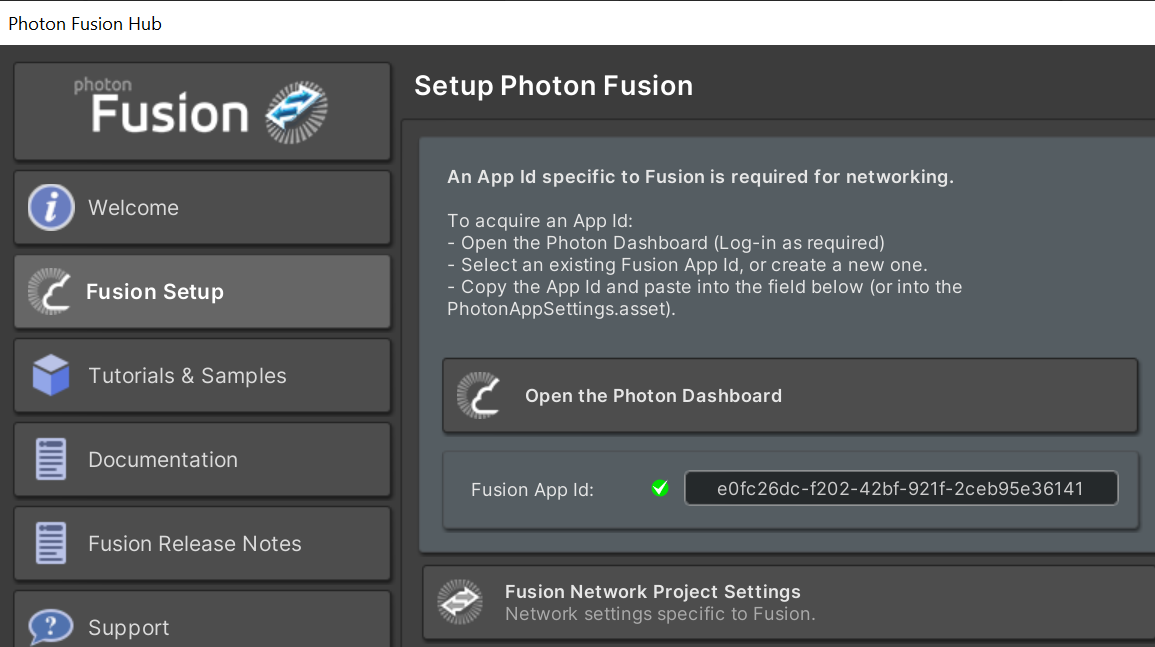 Photon Fusion Hub
photon
Fusion
Welcome
Fusion Setup
Tutorials & Samples
Documentation
Fusion Release Notes
Support
Setup Photon Fusion
An App Id specific to Fusion is required for networking.
To acquire an App Id:
- Open the Photon Dashboard (Log-in as required)
- Select an existing Fusion App Id, or create a new one.
- Copy the App Id and paste into the field below (or into the
PhotonAppSettings.asset).
Open the Photon Dashboard
Fusion App Id:
e0fc26dc-f202-42bf-921f-2ceb95e36141
Fusion Network Project Settings
Network settings specific to Fusion.